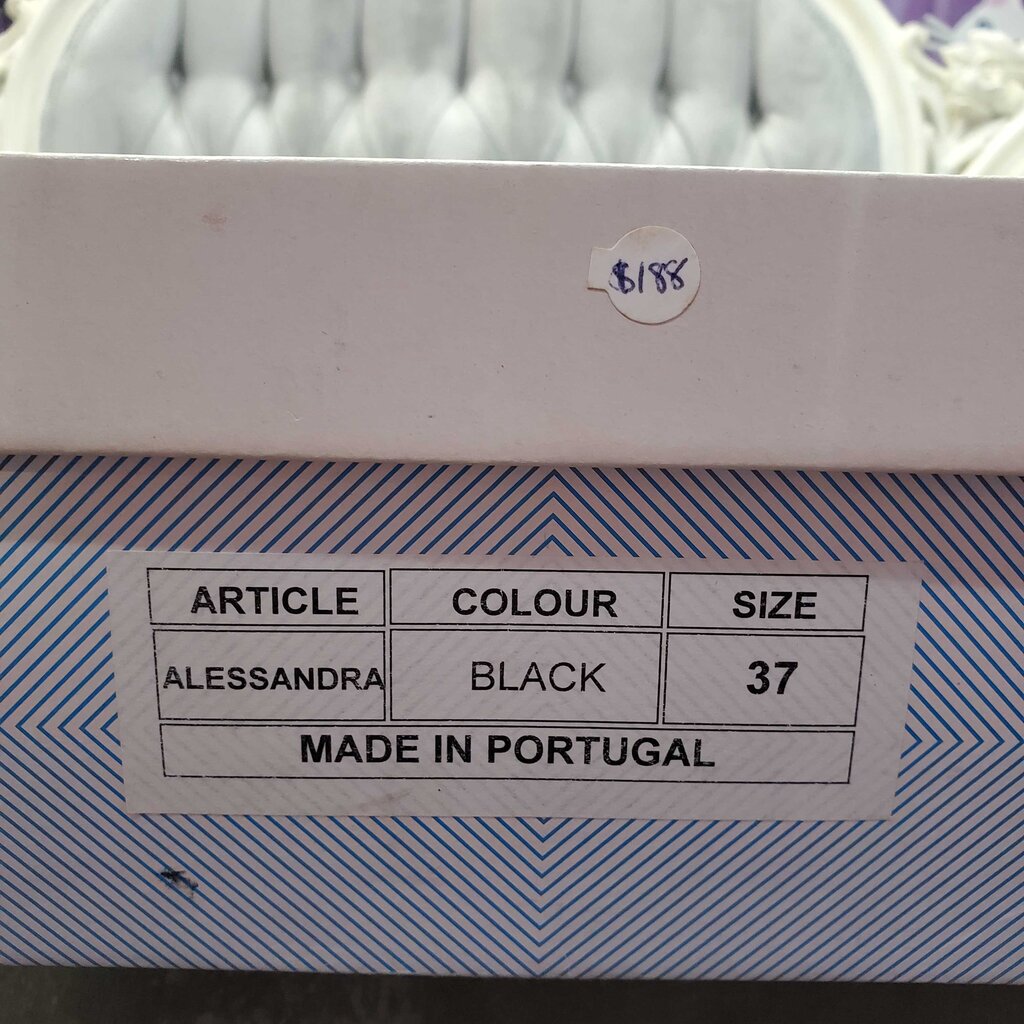 $188
ARTICLE COLOUR SIZE
ALESSANDRA BLACK 37
MADE IN PORTUGAL